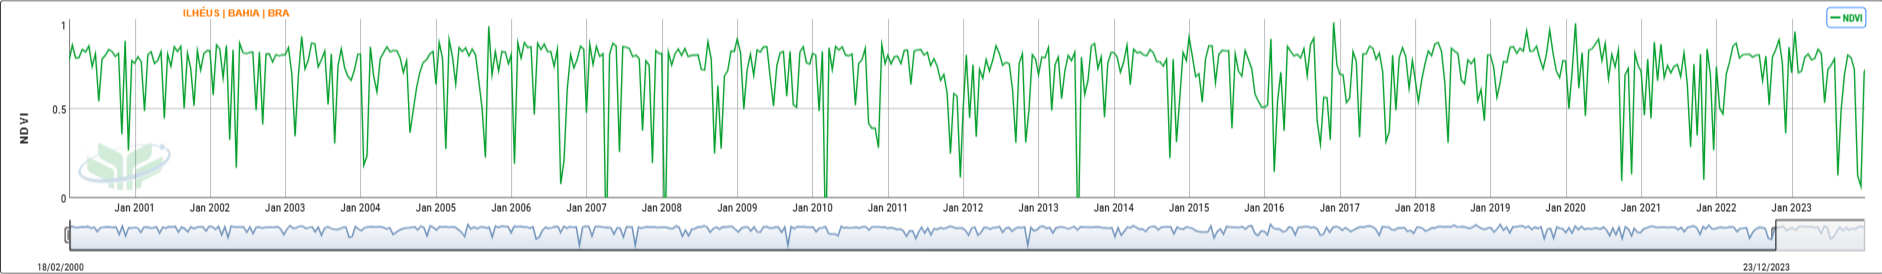 ILHÉUS | BAHIA | BRA
NDVI
NDVI
1
0.5
0
Jan 2001 Jan 2002 Jan 2003 Jan 2004 Jan 2005 Jan 2006 Jan 2007 Jan 2008 Jan 2009 Jan 2010 Jan 2011 Jan 2012 Jan 2013 Jan 2014 Jan 2015 Jan 2016 Jan 2017 Jan 2018 Jan 2019 Jan 2020 Jan 2021 Jan 2022 Jan 2023
18/02/2000 23/12/2023